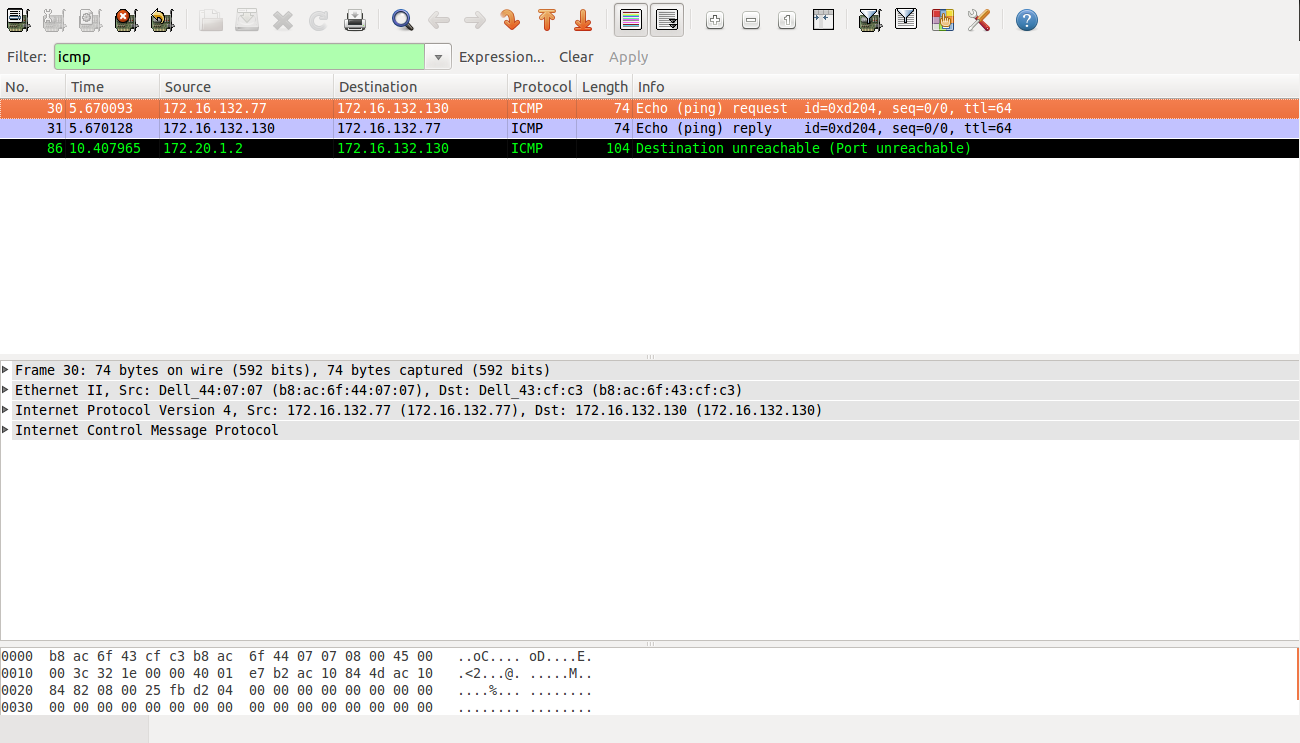 Filter: icmp Expression... Clear Apply
No. Time Source Destination Protocol Length Info
30 5.670093 172.16.132.77 172.16.132.130 ICMP 74 Echo (ping) request id=0xd204, seq=0/0, ttl=64
31 5.670128 172.16.132.130 172.16.132.77 ICMP 74 Echo (ping) reply id=0xd204, seq=0/0, ttl=64
86 10.407965 172.20.1.2 172.16.132.130 ICMP 104 Destination unreachable (Port unreachable)
Frame 30: 74 bytes on wire (592 bits), 74 bytes captured (592 bits)
Ethernet II, Src: Dell_44:07:07 (b8:ac:6f:44:07:07), Dst: Dell_43:cf:c3 (b8:ac:6f:43:cf:c3)
Internet Protocol Version 4, Src: 172.16.132.77 (172.16.132.77), Dst: 172.16.132.130 (172.16.132.130)
Internet Control Message Protocol
0000 b8 ac 6f 43 cf c3 b8 ac 6f 44 07 07 08 00 45 00 ..oC.... oD....E.
0010 00 3c 32 1e 00 00 40 01 e7 b2 ac 10 84 4d ac 10 .<2...@. .....M..
0020 84 82 08 00 25 fb d2 04 00 00 00 00 00 00 00 00 ....%... ........
0030 00 00 00 00 00 00 00 00 00 00 00 00 00 00 00 00 ........ ........